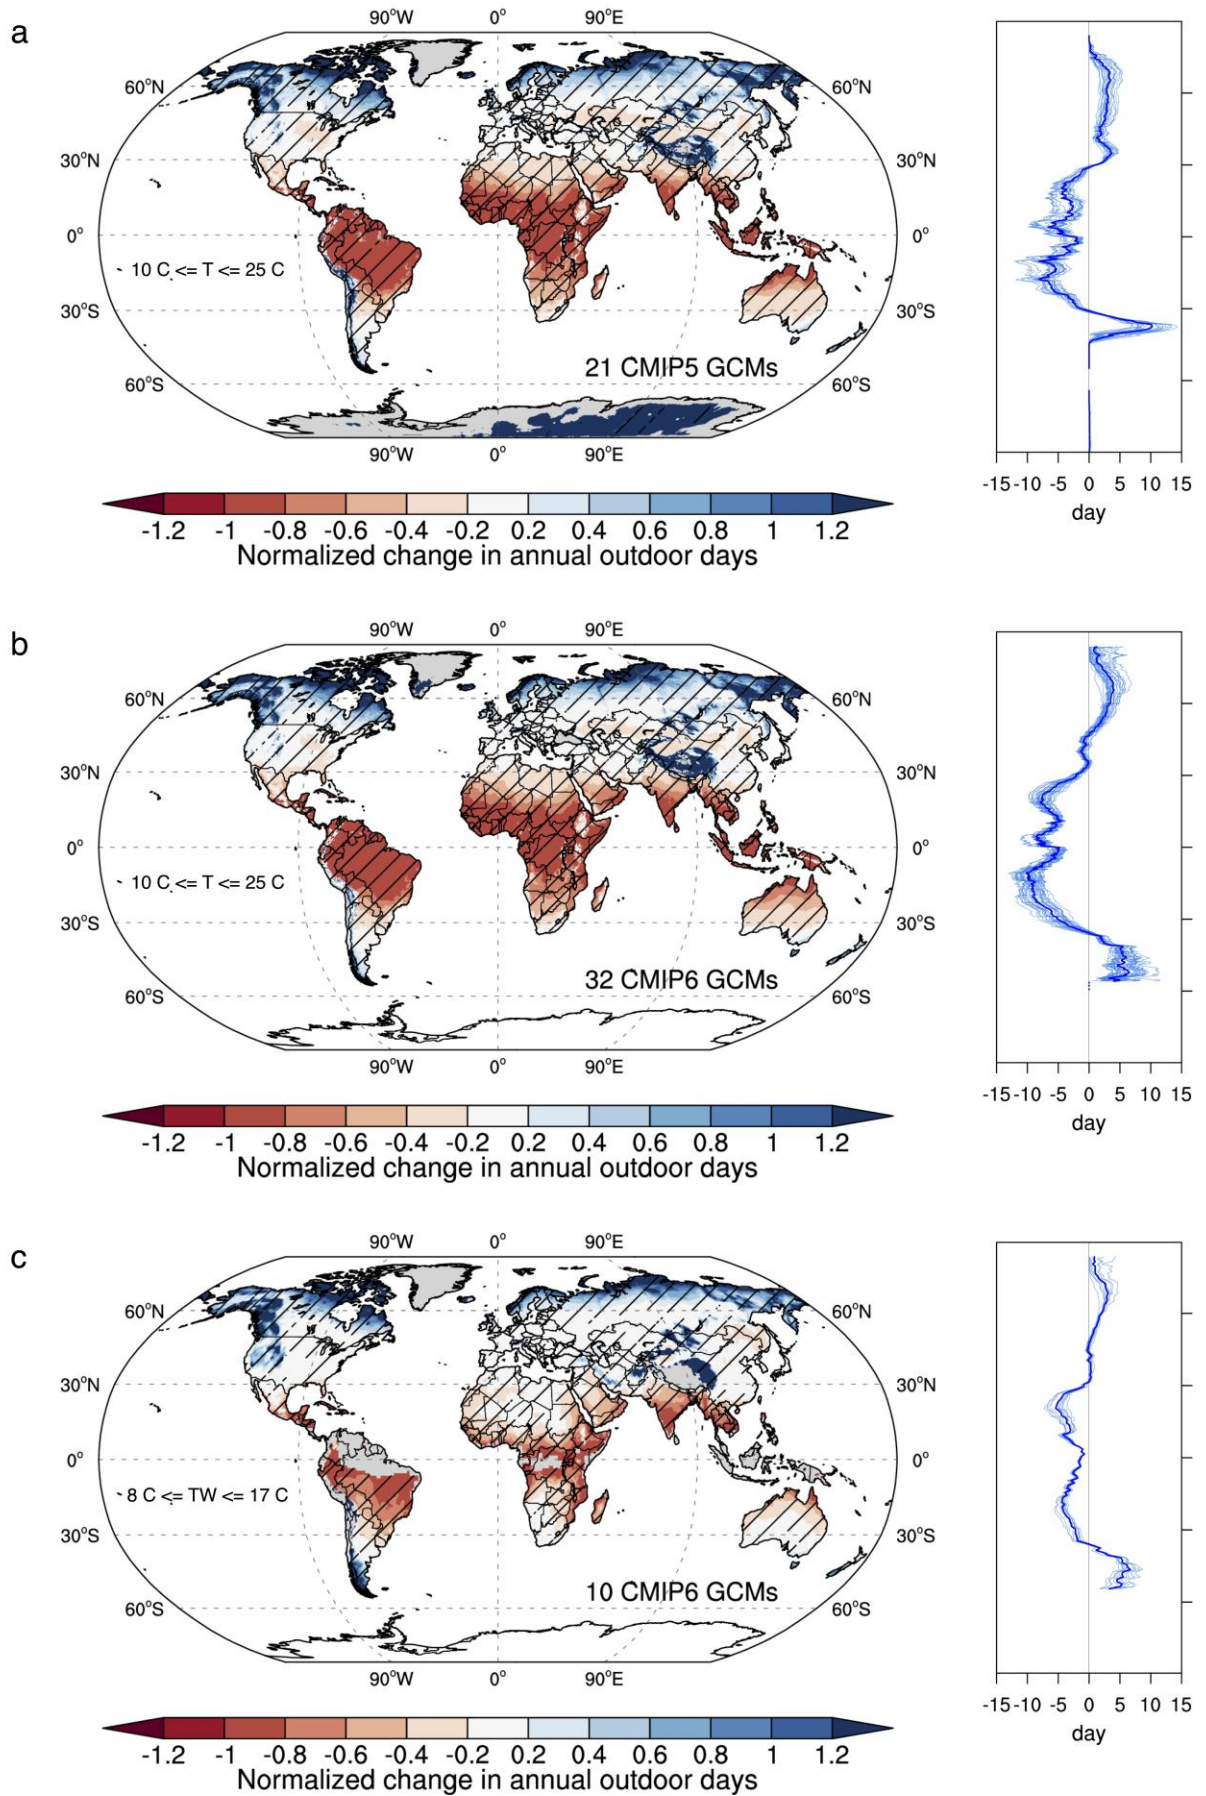 a
90°W 0° 90°E
60°N 60°N
30°N 30°N
0° 0°
10 C <= T <= 25 C
30°S 30°S
21 CMIP5 GCMs
60°S 60°S
90°W 0° 90°E
-15 -10 -5 0 5 10 15
day
-1.2 -1 -0.8 -0.6 -0.4 -0.2 0.2 0.4 0.6 0.8 1 1.2
Normalized change in annual outdoor days
b
90°W 0° 90°E
60°N 60°N
30°N 30°N
0° 0°
10 C <= T <= 25 C
30°S 30°S
32 CMIP6 GCMs
60°S 60°S
90°W 0° 90°E
-15 -10 -5 0 5 10 15
day
-1.2 -1 -0.8 -0.6 -0.4 -0.2 0.2 0.4 0.6 0.8 1 1.2
Normalized change in annual outdoor days
c
90°W 0° 90°E
60°N 60°N
30°N 30°N
0° 0°
8 C <= TW <= 17 C
30°S 30°S
10 CMIP6 GCMs
60°S 60°S
90°W 0° 90°E
-15 -10 -5 0 5 10 15
day
-1.2 -1 -0.8 -0.6 -0.4 -0.2 0.2 0.4 0.6 0.8 1 1.2
Normalized change in annual outdoor days